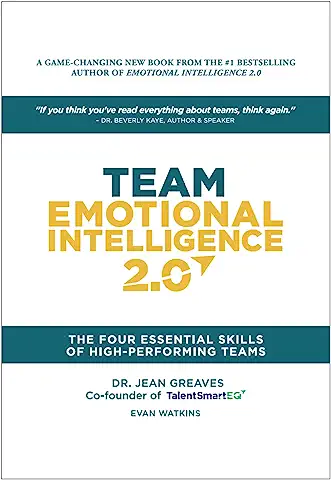 A GAME-CHANGING NEW BOOK FROM THE #1 BESTSELLING
AUTHOR OF EMOTIONAL INTELLIGENCE 2.0
"If you think you've read everything about teams, think again."
– DR. BEVERLY KAYE, AUTHOR & SPEAKER
TEAM
EMOTIONAL
INTELLIGENCE
2.0
THE FOUR ESSENTIAL SKILLS
OF HIGH-PERFORMING TEAMS
DR. JEAN GREAVES
Co-founder of TalentSmartEQ
EVAN WATKINS